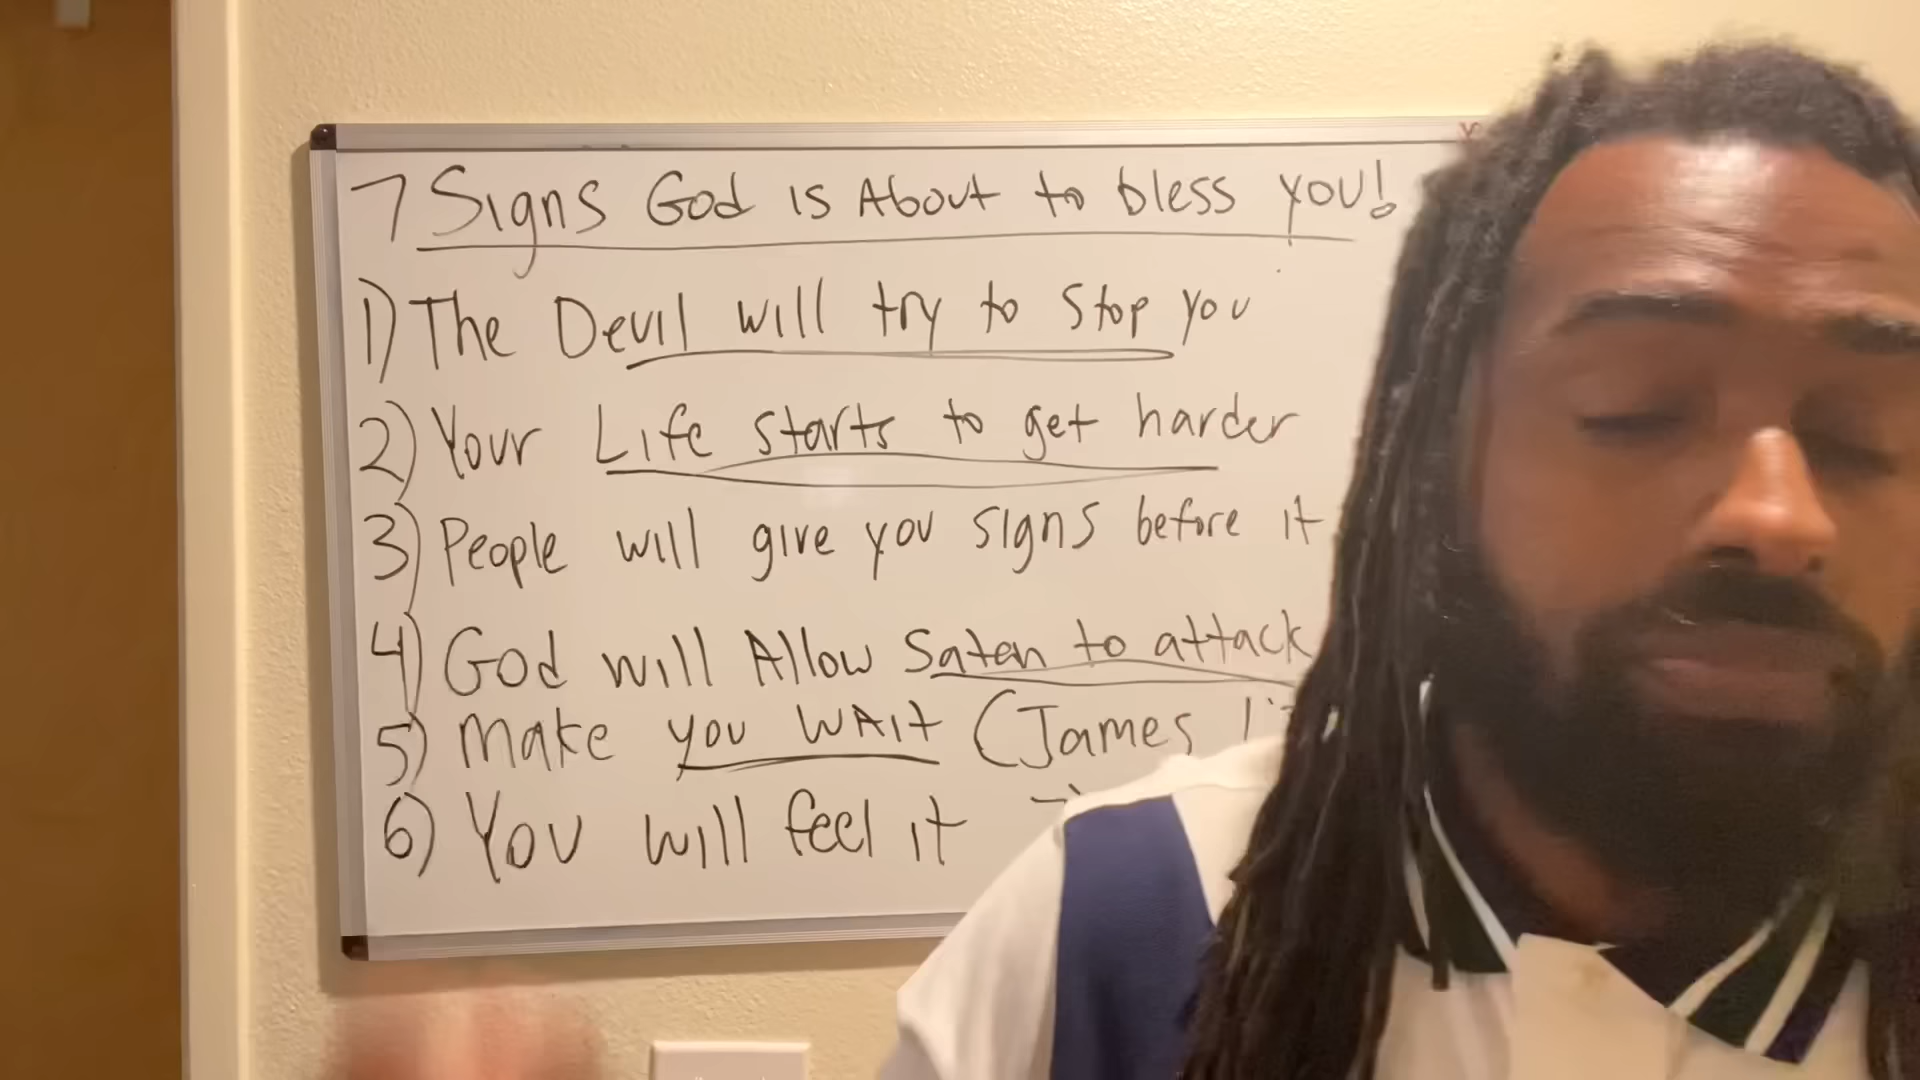 7 Signs God is About to bless you!
1) The Devil will try to stop you
2) Your Life starts to get harder
3) People will give you signs before it
4) God will Allow Saten to attack
5) Make you WAit (James 1:
6) You will feel it